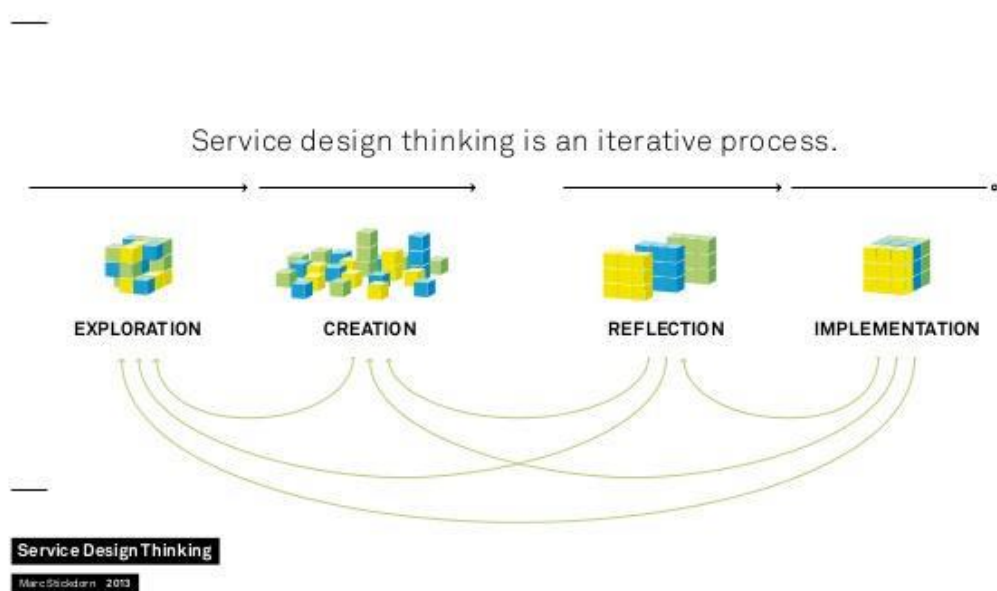 Service design thinking is an iterative process.
EXPLORATION
CREATION
REFLECTION
IMPLEMENTATION
Service Design Thinking
Marc Stickdorn 2013